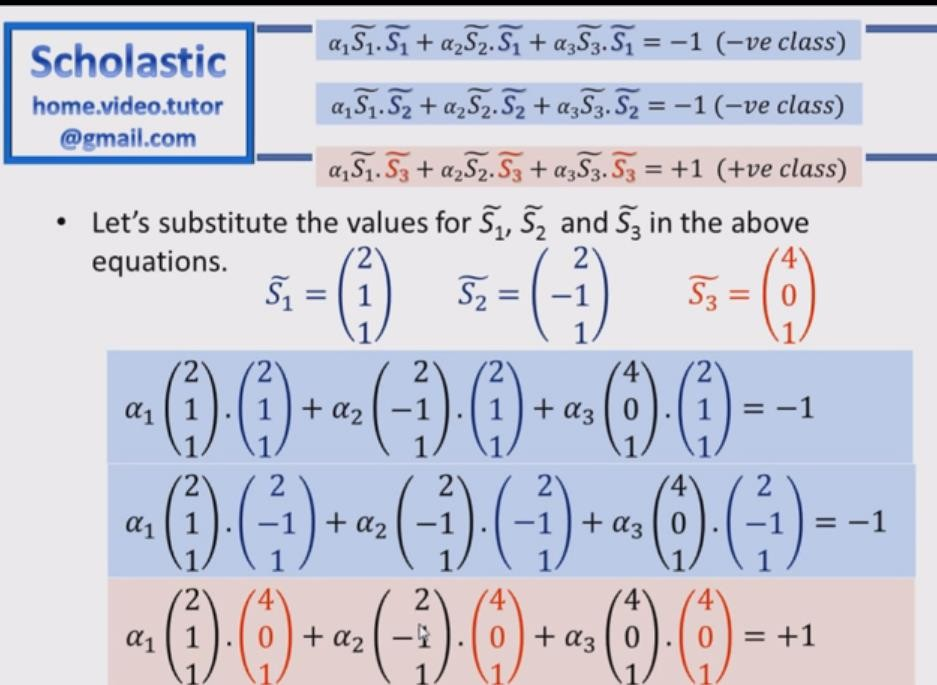 Scholastic
home.video.tutor
@gmail.com
α₁S̃₁.S̃₁ + α₂S̃₂.S̃₁ + α₃S̃₃.S̃₁ = −1 (−ve class)
α₁S̃₁.S̃₂ + α₂S̃₂.S̃₂ + α₃S̃₃.S̃₂ = −1 (−ve class)
α₁S̃₁.S̃₃ + α₂S̃₂.S̃₃ + α₃S̃₃.S̃₃ = +1 (+ve class)
• Let's substitute the values for S̃₁, S̃₂ and S̃₃ in the above
equations.
S̃₁ = (2 1 1) S̃₂ = (2 −1 1) S̃₃ = (4 0 1)
α₁ (2 1 1) . (2 1 1) + α₂ (2 −1 1) . (2 1 1) + α₃ (4 0 1) . (2 1 1) = −1
α₁ (2 1 1) . (2 −1 1) + α₂ (2 −1 1) . (2 −1 1) + α₃ (4 0 1) . (2 −1 1) = −1
α₁ (2 1 1) . (4 0 1) + α₂ (2 −1 1) . (4 0 1) + α₃ (4 0 1) . (4 0 1) = +1